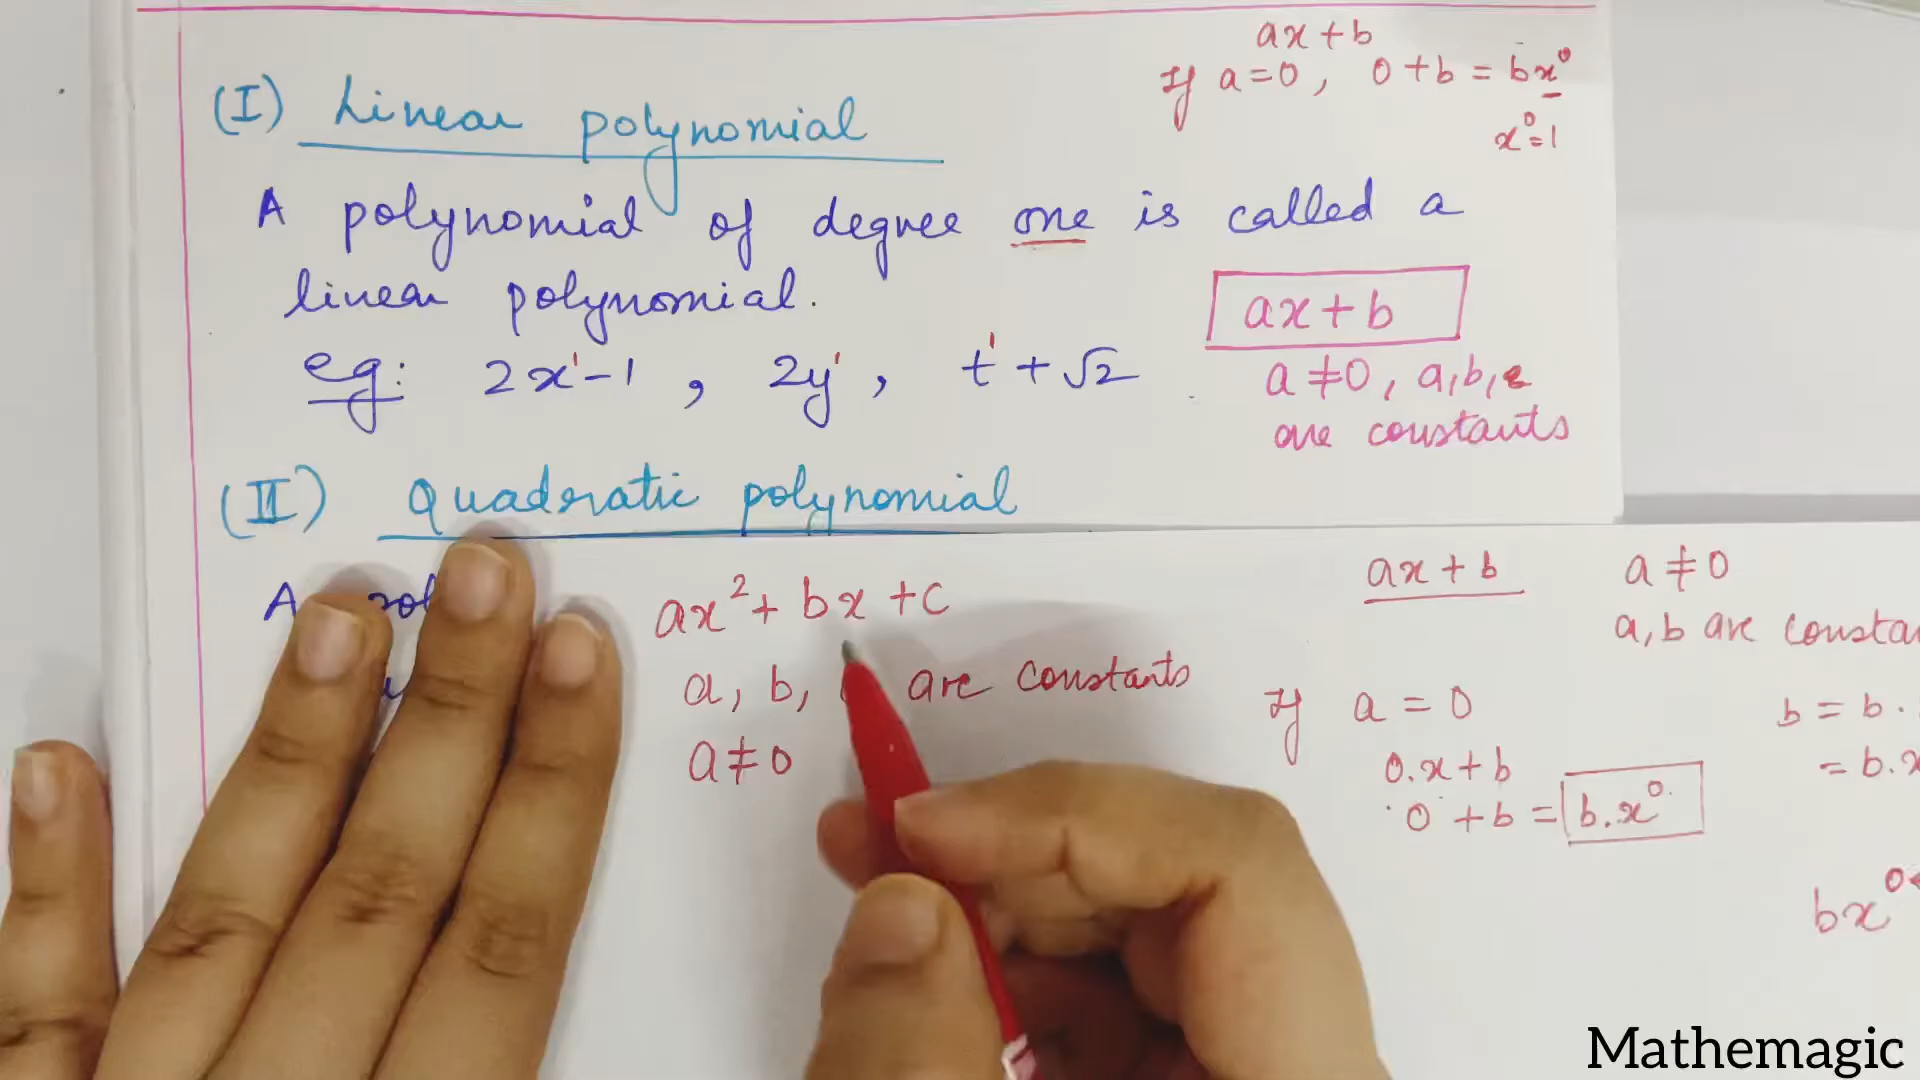 ax + b
If a = 0, 0 + b = bx⁰
x⁰ = 1
(I) Linear polynomial
A polynomial of degree one is called a
linear polynomial.
eg: 2x¹ - 1, 2y¹, t¹ + √2
ax + b
a ≠ 0, a, b,
are constants
(II) Quadratic polynomial
A
ax² + bx + c
a, b, are constants
a ≠ 0
ax + b a ≠ 0
a, b are
If a = 0
0.x + b
0 + b = b.x⁰
b = b.
= b.x
bx⁰
Mathemagic